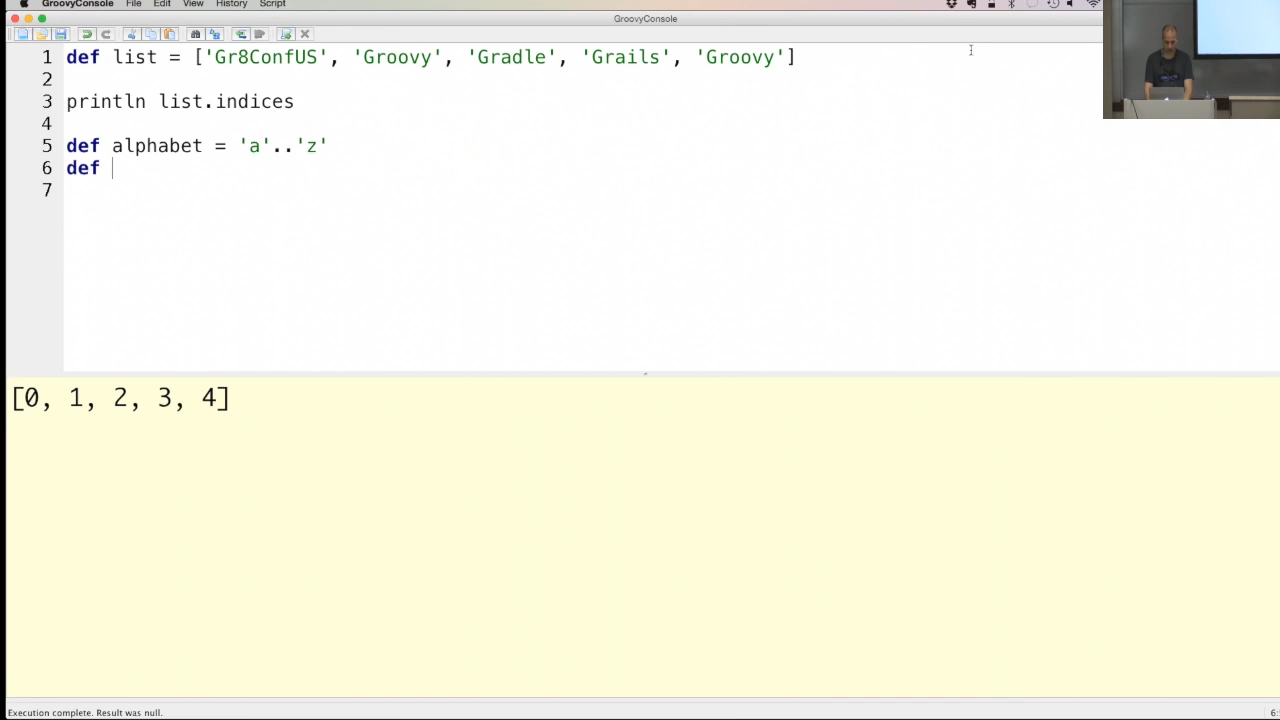 GroovyConsole File Edit View History Script
GroovyConsole
1 def list = ['Gr8ConfUS', 'Groovy', 'Gradle', 'Grails', 'Groovy']
2
3 println list.indices
4
5 def alphabet = 'a'..'z'
6 def
7
[0, 1, 2, 3, 4]
Execution complete. Result was null.
6: